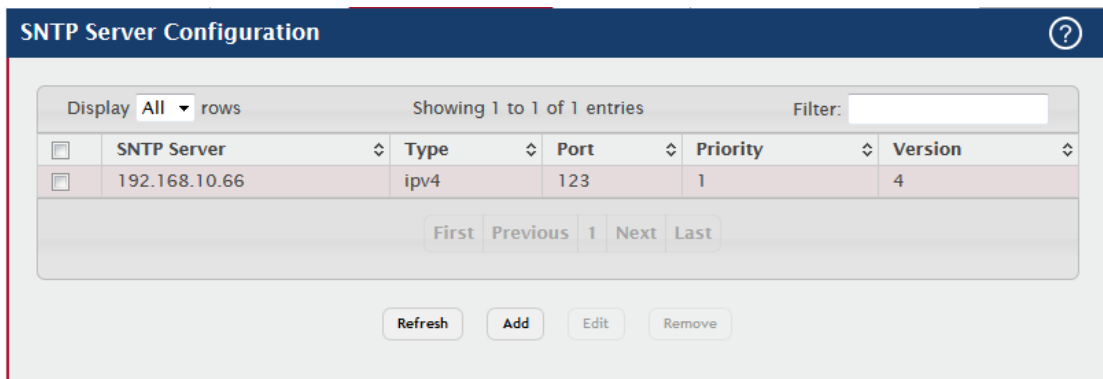 SNTP Server Configuration ?
Display All rows Showing 1 to 1 of 1 entries Filter:
SNTP Server Type Port Priority Version
192.168.10.66 ipv4 123 1 4
First Previous 1 Next Last
Refresh Add Edit Remove